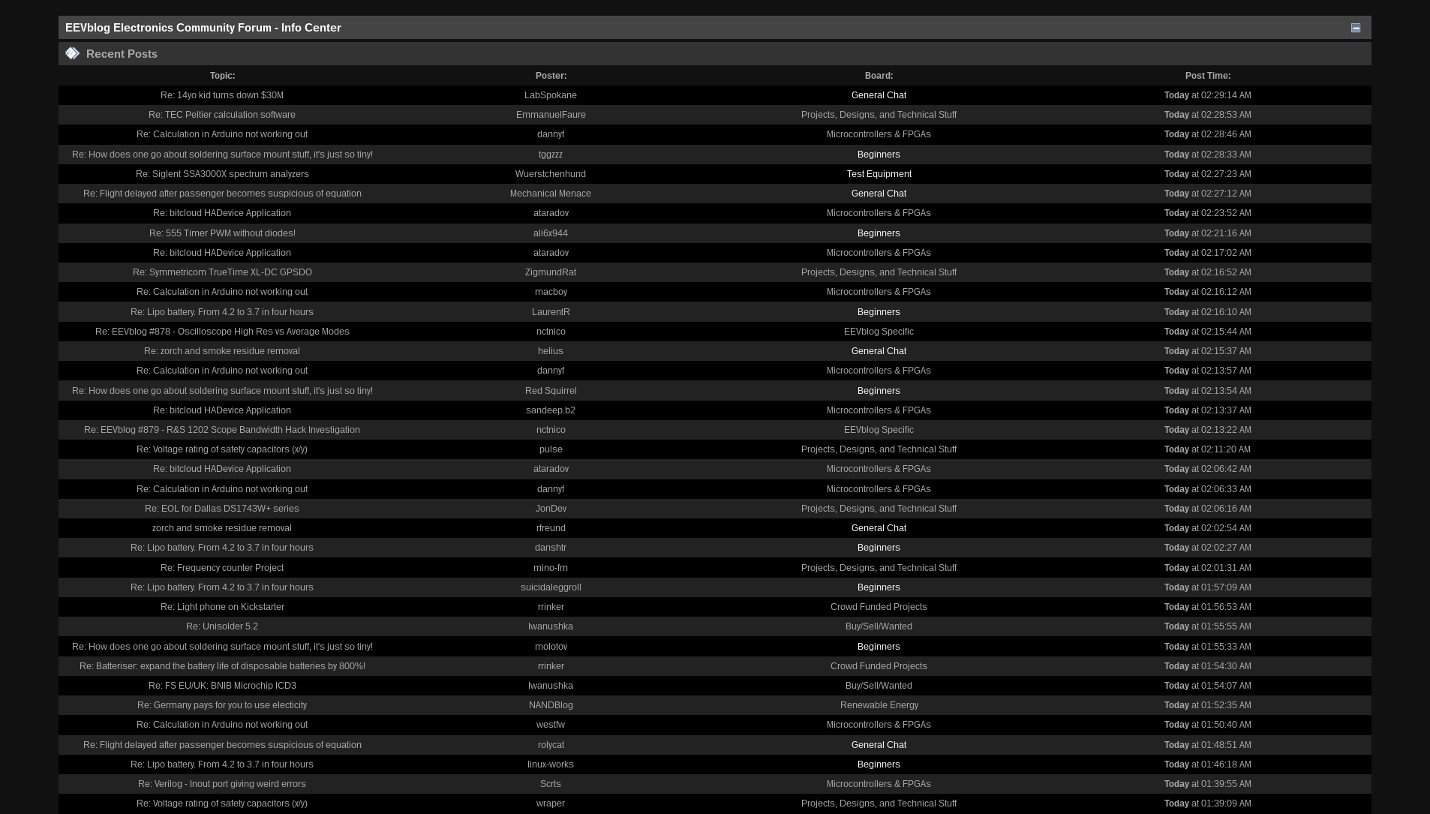 EEVblog Electronics Community Forum - Info Center
Recent Posts
Topic: Poster: Board: Post Time:
Re: 14yo kid turns down $30M LabSpokane General Chat Today at 02:29:14 AM
Re: TEC Peltier calculation software EmmanuelFaure Projects, Designs, and Technical Stuff Today at 02:28:53 AM
Re: Calculation in Arduino not working out dannyf Microcontrollers & FPGAs Today at 02:28:46 AM
Re: How does one go about soldering surface mount stuff, it's just so tiny! tggzzz Beginners Today at 02:28:33 AM
Re: Siglent SSA3000X spectrum analyzers Wuerstchenhund Test Equipment Today at 02:27:23 AM
Re: Flight delayed after passenger becomes suspicious of equation Mechanical Menace General Chat Today at 02:27:12 AM
Re: bitcloud HADevice Application ataradov Microcontrollers & FPGAs Today at 02:23:52 AM
Re: 555 Timer PWM without diodes! ali6x944 Beginners Today at 02:21:16 AM
Re: bitcloud HADevice Application ataradov Microcontrollers & FPGAs Today at 02:17:02 AM
Re: Symmetricom TrueTime XL-DC GPSDO ZigmundRat Projects, Designs, and Technical Stuff Today at 02:16:52 AM
Re: Calculation in Arduino not working out macboy Microcontrollers & FPGAs Today at 02:16:12 AM
Re: Lipo battery. From 4.2 to 3.7 in four hours LaurentR Beginners Today at 02:16:10 AM
Re: EEVblog #878 - Oscilloscope High Res vs Average Modes nctnico EEVblog Specific Today at 02:15:44 AM
Re: zorch and smoke residue removal helius General Chat Today at 02:15:37 AM
Re: Calculation in Arduino not working out dannyf Microcontrollers & FPGAs Today at 02:13:57 AM
Re: How does one go about soldering surface mount stuff, it's just so tiny! Red Squirrel Beginners Today at 02:13:54 AM
Re: bitcloud HADevice Application sandeep.b2 Microcontrollers & FPGAs Today at 02:13:37 AM
Re: EEVblog #879 - R&S 1202 Scope Bandwidth Hack Investigation nctnico EEVblog Specific Today at 02:13:22 AM
Re: Voltage rating of safety capacitors (x/y) pulse Projects, Designs, and Technical Stuff Today at 02:11:20 AM
Re: bitcloud HADevice Application ataradov Microcontrollers & FPGAs Today at 02:06:42 AM
Re: Calculation in Arduino not working out dannyf Microcontrollers & FPGAs Today at 02:06:33 AM
Re: EOL for Dallas DS1743W+ series JonDev Projects, Designs, and Technical Stuff Today at 02:06:16 AM
zorch and smoke residue removal rfreund General Chat Today at 02:02:54 AM
Re: Lipo battery. From 4.2 to 3.7 in four hours danshtr Beginners Today at 02:02:27 AM
Re: Frequency counter Project mino-fm Projects, Designs, and Technical Stuff Today at 02:01:31 AM
Re: Lipo battery. From 4.2 to 3.7 in four hours suicidaleggroll Beginners Today at 01:57:09 AM
Re: Light phone on Kickstarter rrinker Crowd Funded Projects Today at 01:56:53 AM
Re: Unisolder 5.2 Iwanushka Buy/Sell/Wanted Today at 01:55:55 AM
Re: How does one go about soldering surface mount stuff, it's just so tiny! molotov Beginners Today at 01:55:33 AM
Re: Batteriser: expand the battery life of disposable batteries by 800%! rrinker Crowd Funded Projects Today at 01:54:30 AM
Re: FS EU/UK: BNIB Microchip ICD3 Iwanushka Buy/Sell/Wanted Today at 01:54:07 AM
Re: Germany pays for you to use electicity NANDBlog Renewable Energy Today at 01:52:35 AM
Re: Calculation in Arduino not working out westfw Microcontrollers & FPGAs Today at 01:50:40 AM
Re: Flight delayed after passenger becomes suspicious of equation rolycat General Chat Today at 01:48:51 AM
Re: Lipo battery. From 4.2 to 3.7 in four hours linux-works Beginners Today at 01:46:18 AM
Re: Verilog - Inout port giving weird errors Scrts Microcontrollers & FPGAs Today at 01:39:55 AM
Re: Voltage rating of safety capacitors (x/y) wraper Projects, Designs, and Technical Stuff Today at 01:39:09 AM